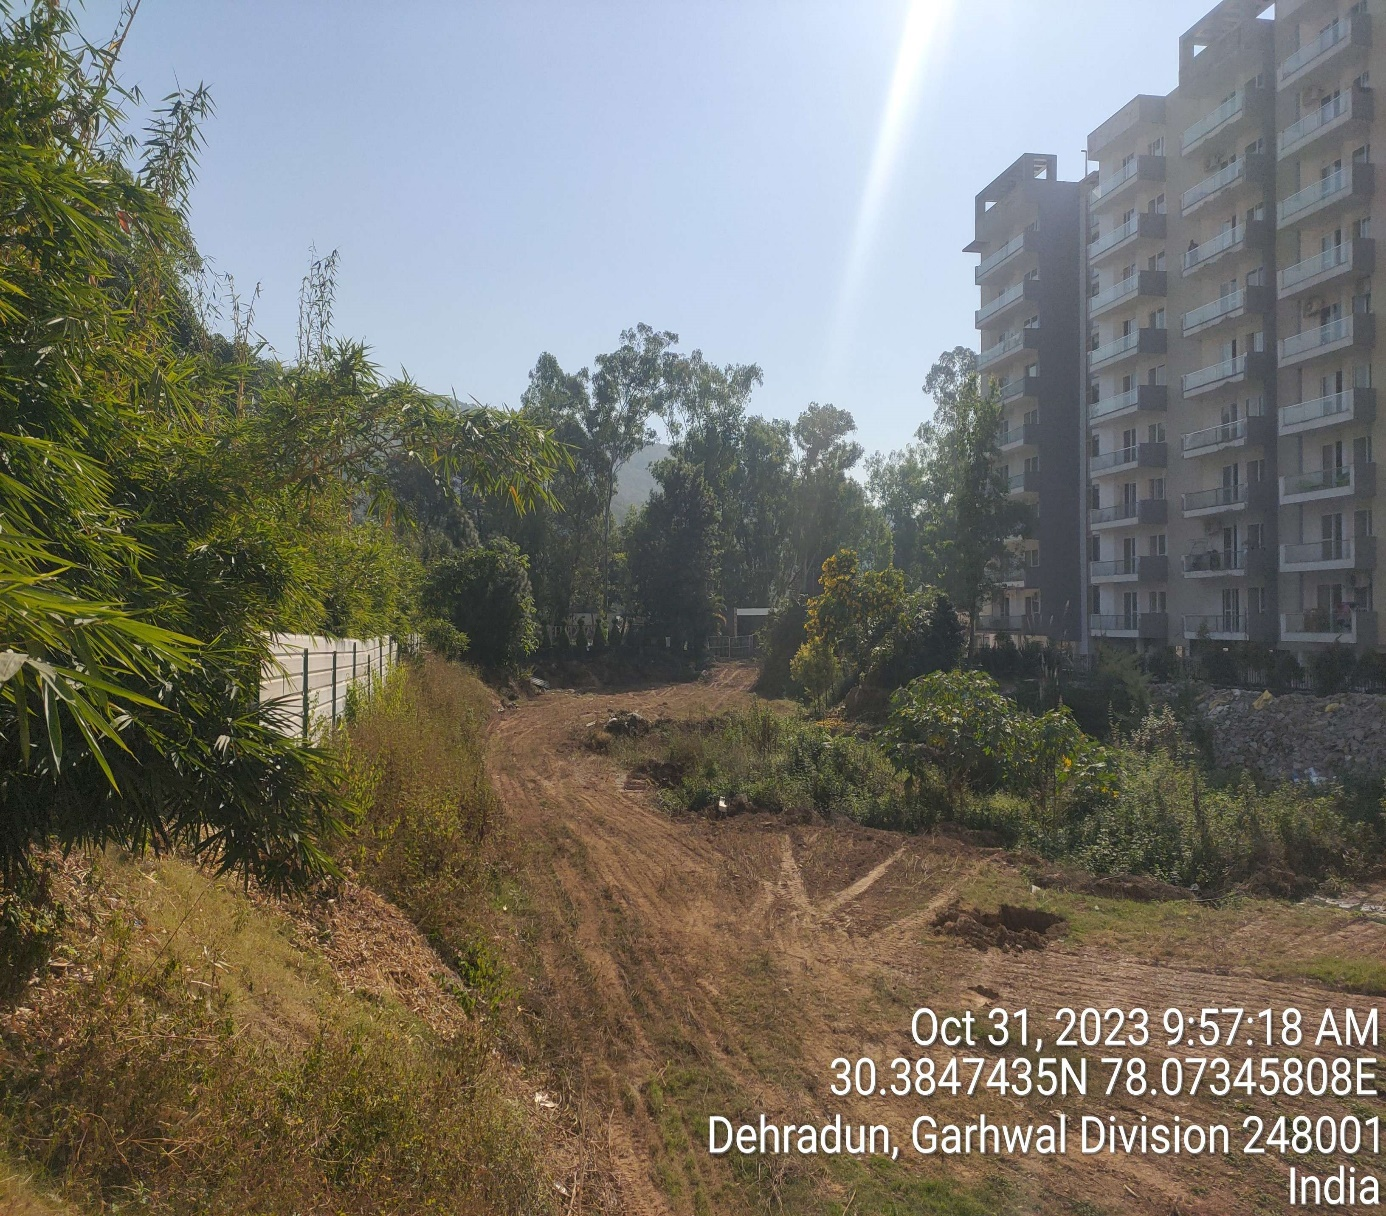 Oct 31, 2023 9:57:18 AM
30.3847435N 78.07345808E
Dehradun, Garhwal Division 248001
India